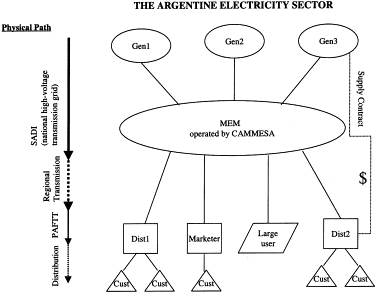 THE ARGENTINE ELECTRICITY SECTOR
Physical Path
Gen1
Gen2
Gen3
SADI
(national high-voltage
transmission grid)
Supply Contract
MEM
operated by CAMMESA
Regional
Transmission
$
PAFTT
Dist1
Marketer
Large
user
Dist2
Distribution
Cust
Cust
Cust
Cust
Cust